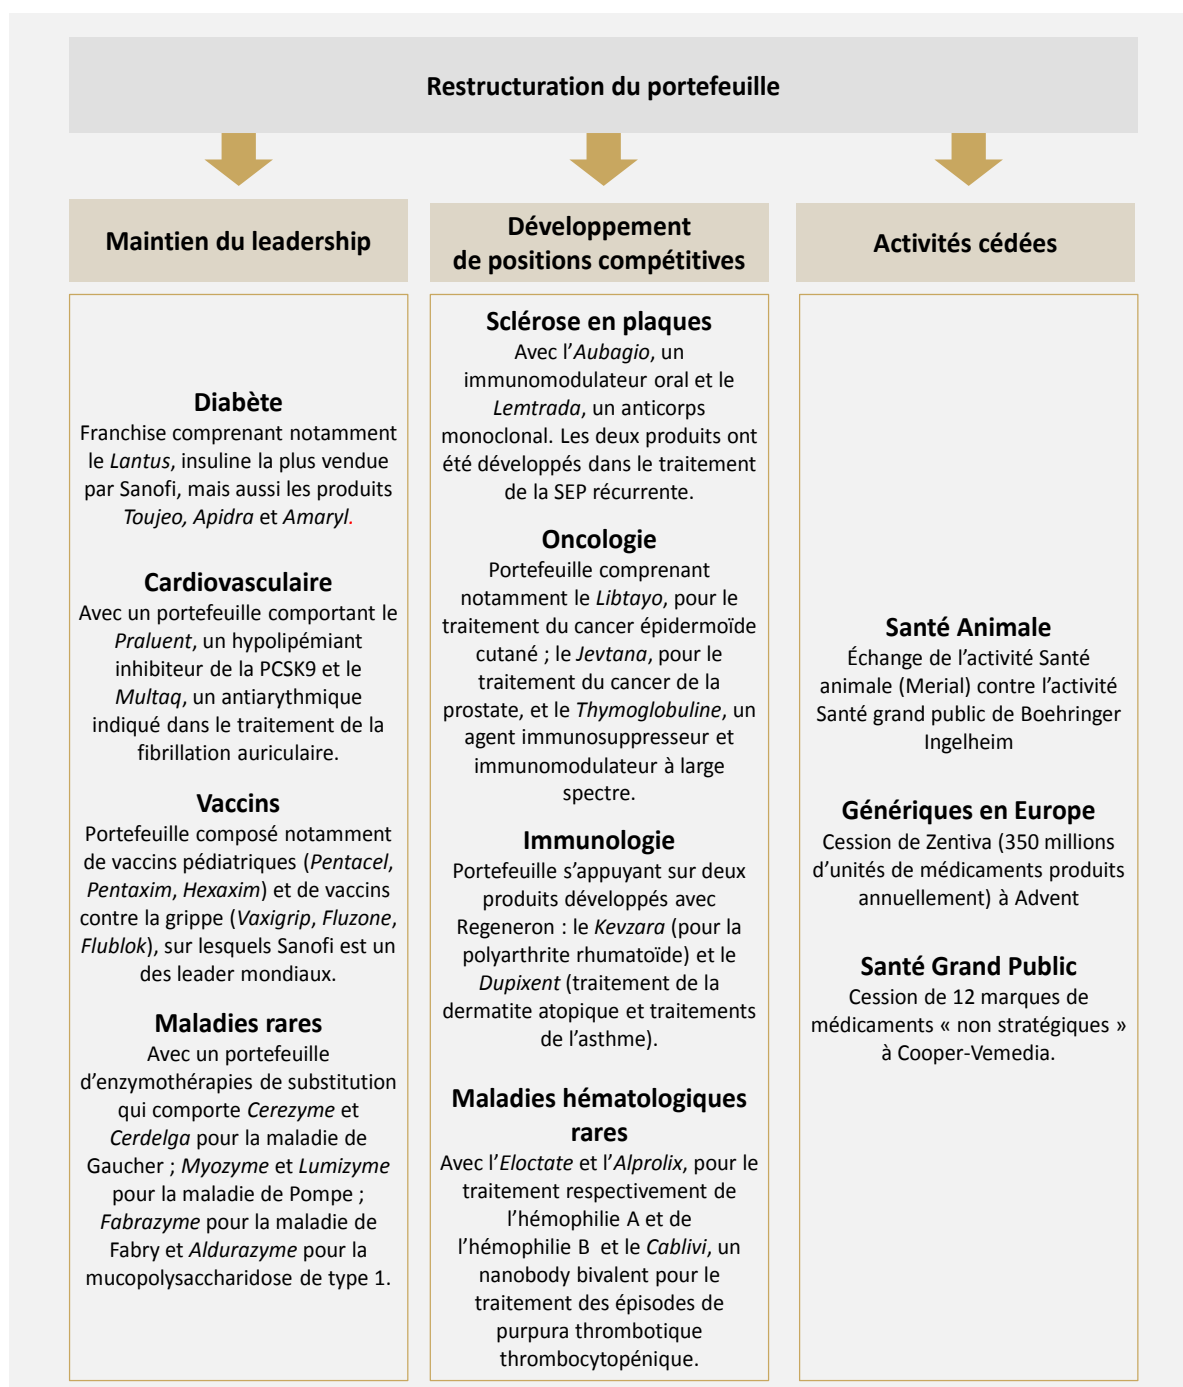 Restructuration du portefeuille
Maintien du leadership
Diabète
Franchise comprenant notamment
le Lantus, insuline la plus vendue
par Sanofi, mais aussi les produits
Toujeo, Apidra et Amaryl.
Cardiovasculaire
Avec un portefeuille comportant le
Praluent, un hypolipémiant
inhibiteur de la PCSK9 et le
Multaq, un antiarythmique
indiqué dans le traitement de la
fibrillation auriculaire.
Vaccins
Portefeuille composé notamment
de vaccins pédiatriques (Pentacel,
Pentaxim, Hexaxim) et de vaccins
contre la grippe (Vaxigrip, Fluzone,
Flublok), sur lesquels Sanofi est un
des leader mondiaux.
Maladies rares
Avec un portefeuille
d’enzymothérapies de substitution
qui comporte Cerezyme et
Cerdelga pour la maladie de
Gaucher ; Myozyme et Lumizyme
pour la maladie de Pompe ;
Fabrazyme pour la maladie de
Fabry et Aldurazyme pour la
mucopolysaccharidose de type 1.
Développement
de positions compétitives
Sclérose en plaques
Avec l’Aubagio, un
immunomodulateur oral et le
Lemtrada, un anticorps
monoclonal. Les deux produits ont
été développés dans le traitement
de la SEP récurrente.
Oncologie
Portefeuille comprenant
notamment le Libtayo, pour le
traitement du cancer épidermoïde
cutané ; le Jevtana, pour le
traitement du cancer de la
prostate, et le Thymoglobuline, un
agent immunosuppresseur et
immunomodulateur à large
spectre.
Immunologie
Portefeuille s’appuyant sur deux
produits développés avec
Regeneron : le Kevzara (pour la
polyarthrite rhumatoïde) et le
Dupixent (traitement de la
dermatite atopique et traitements
de l’asthme).
Maladies hématologiques
rares
Avec l’Eloctate et l’Alprolix, pour le
traitement respectivement de
l’hémophilie A et de
l’hémophilie B et le Cablivi, un
nanobody bivalent pour le
traitement des épisodes de
purpura thrombotique
thrombocytopénique.
Activités cédées
Santé Animale
Échange de l’activité Santé
animale (Merial) contre l’activité
Santé grand public de Boehringer
Ingelheim
Génériques en Europe
Cession de Zentiva (350 millions
d’unités de médicaments produits
annuellement) à Advent
Santé Grand Public
Cession de 12 marques de
médicaments « non stratégiques »
à Cooper-Vemedia.